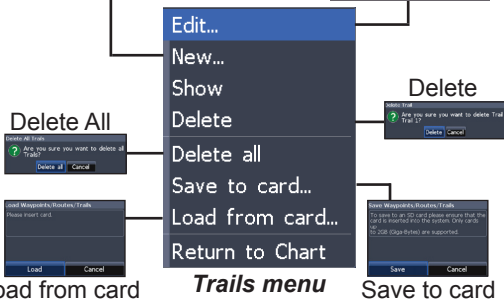 Edit...
New...
Show
Delete
Delete all
Save to card...
Load from card...
Return to Chart
Trails menu
Delete All
Delete All Trails
Are you sure you want to delete all
Trails?
Delete all Cancel
Load Waypoints/Routes/Trails
Please insert card.
Load Cancel
oad from card
Delete
Delete Trail
Are you sure you want to delete Trail
Trail 1?
Delete Cancel
Save Waypoints/Routes/Trails
To save to an SD card please ensure that the
card is inserted into the system. Only cards
up
to 2GB (Giga-Bytes) are supported.
Save Cancel
Save to card